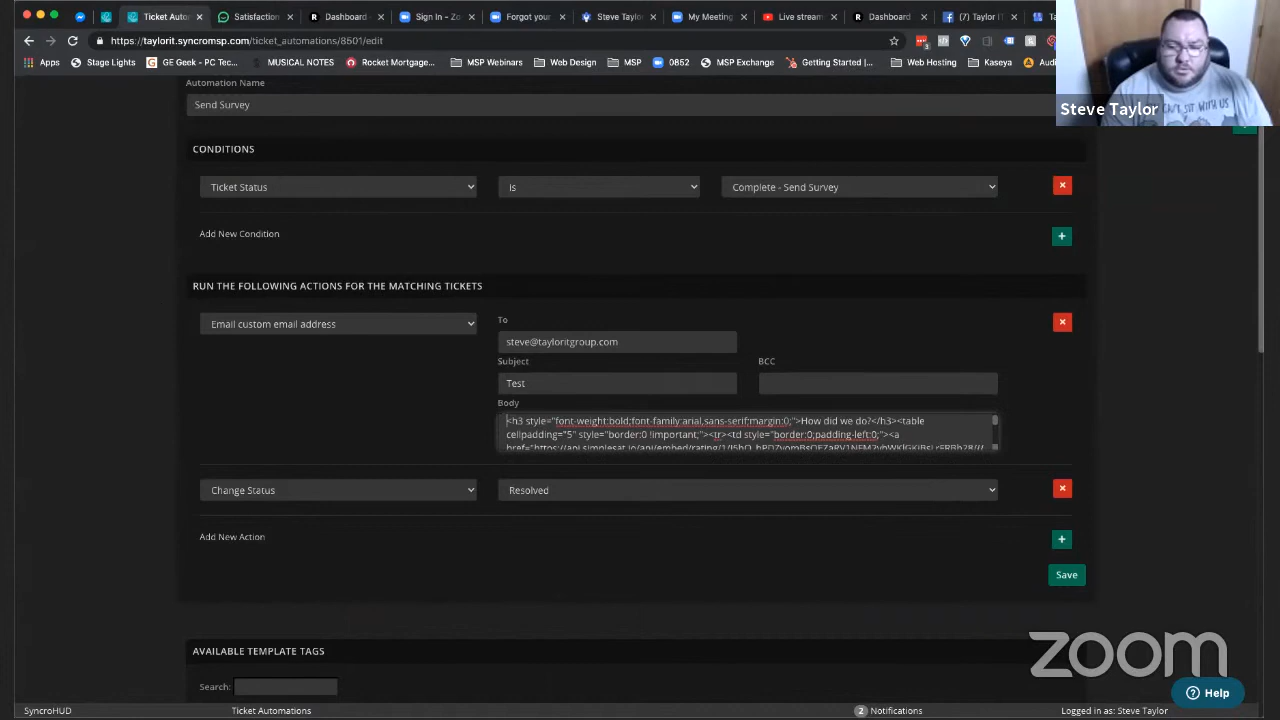 Ticket Autom
Satisfaction
Dashboard -
Sign In - Zo
Forgot your
Steve Taylor
My Meeting
Live stream
Dashboard
(7) Taylor IT
https://taylorit.syncromsp.com/ticket_automations/8501/edit
Apps
Stage Lights
GE Geek - PC Tec...
MUSICAL NOTES
Rocket Mortgage...
MSP Webinars
Web Design
MSP
0852
MSP Exchange
Getting Started |...
Web Hosting
Kaseya
Steve Taylor
Automation Name
Send Survey
CONDITIONS
Ticket Status
is
Complete - Send Survey
Add New Condition
RUN THE FOLLOWING ACTIONS FOR THE MATCHING TICKETS
Email custom email address
To
steve@tayloritgroup.com
Subject
BCC
Test
Body
<h3 style="font-weight:bold;font-family:arial,sans-serif;margin:0;">How did we do?</h3><table
cellpadding="5" style="border:0 !important;"><tr><td style="border:0;padding-left:0;"><a
Change Status
Resolved
Add New Action
Save
AVAILABLE TEMPLATE TAGS
Search:
zoom
Help
SyncroHUD
Ticket Automations
2 Notifications
Logged in as: Steve Taylor